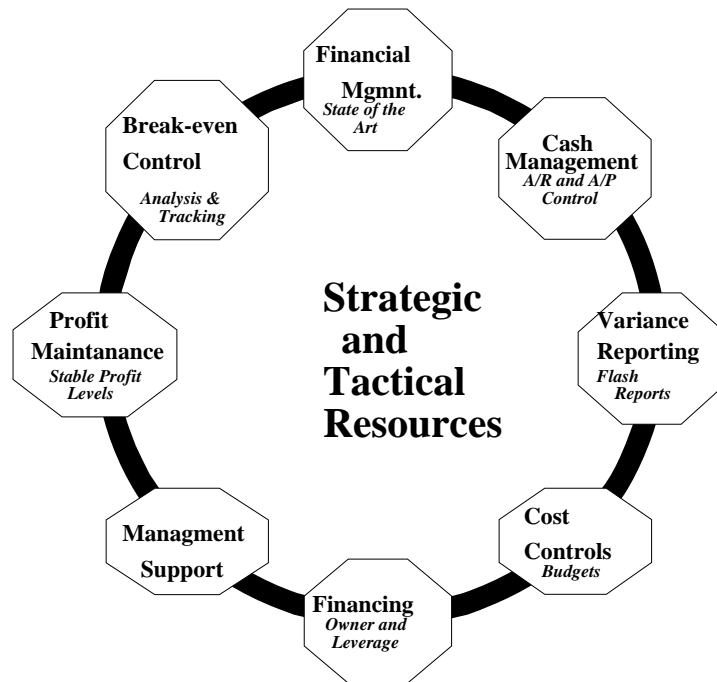 Financial
Mgmnt.
State of the
Art
Cash
Management
A/R and A/P
Control
Variance
Reporting
Flash
Reports
Cost
Controls
Budgets
Financing
Owner and
Leverage
Managment
Support
Profit
Maintanance
Stable Profit
Levels
Break-even
Control
Analysis &
Tracking
Strategic
and
Tactical
Resources